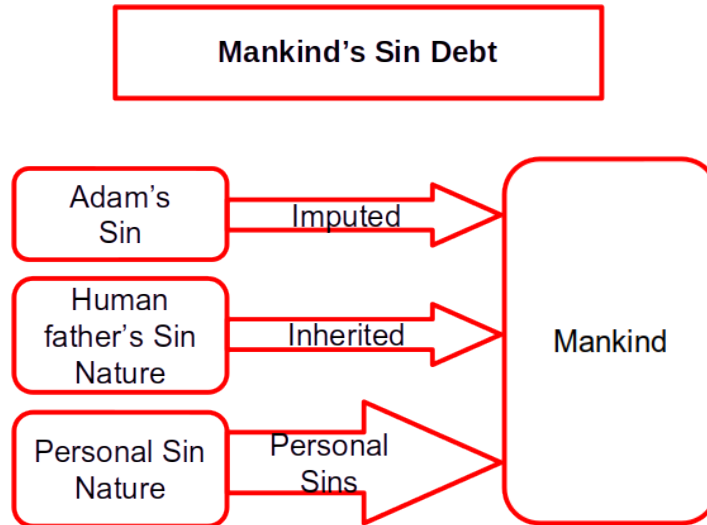 Mankind's Sin Debt
Adam's
Sin
Imputed
Human
father's Sin
Nature
Inherited
Personal Sin
Nature
Personal
Sins
Mankind